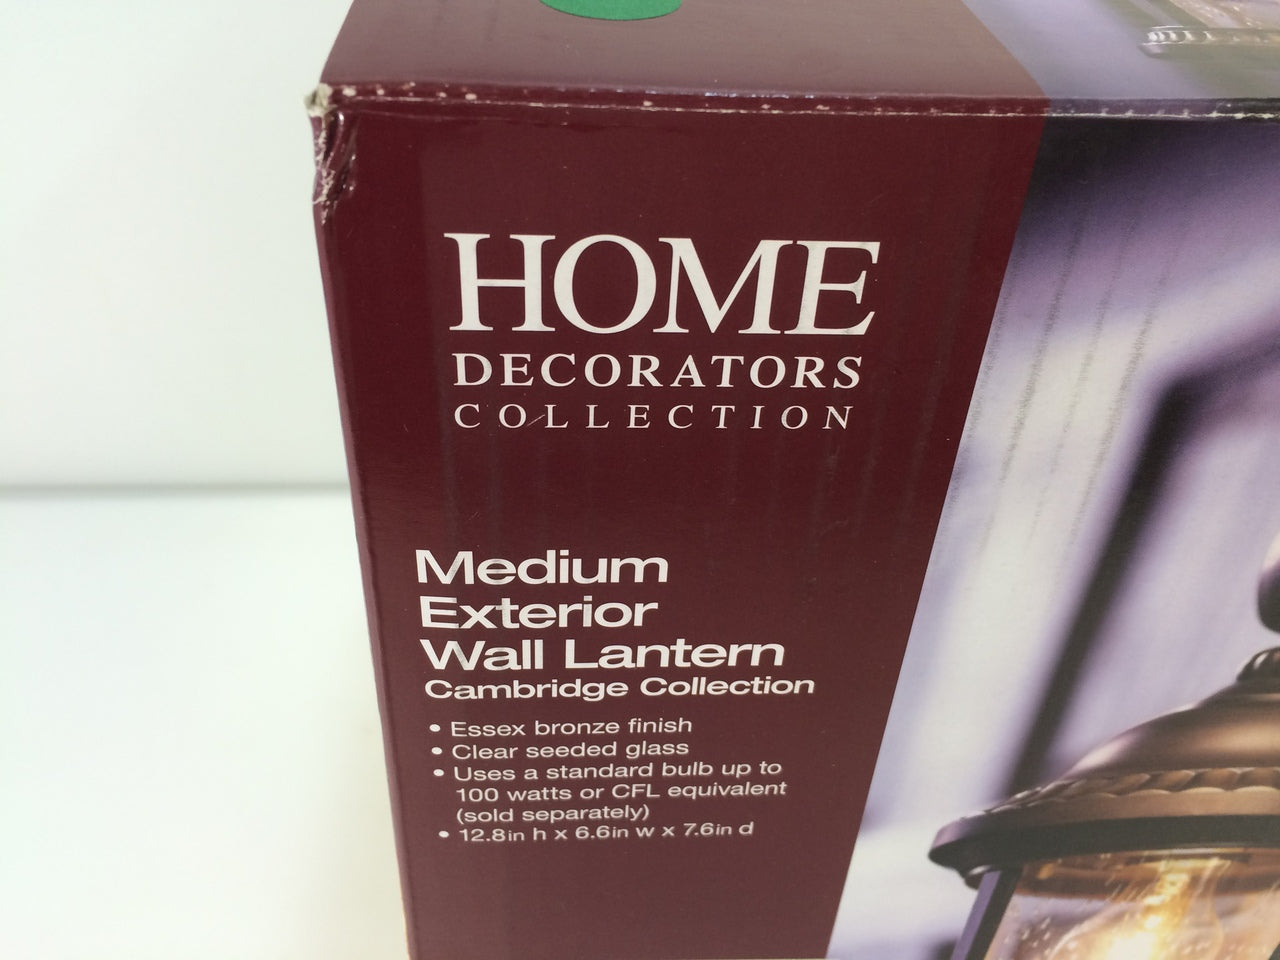 HOME
DECORATORS
COLLECTION
Medium
Exterior
Wall Lantern
Cambridge Collection
• Essex bronze finish
• Clear seeded glass
• Uses a standard bulb up to
100 watts or CFL equivalent
(sold separately)
• 12.8in h x 6.6in w x 7.6in d